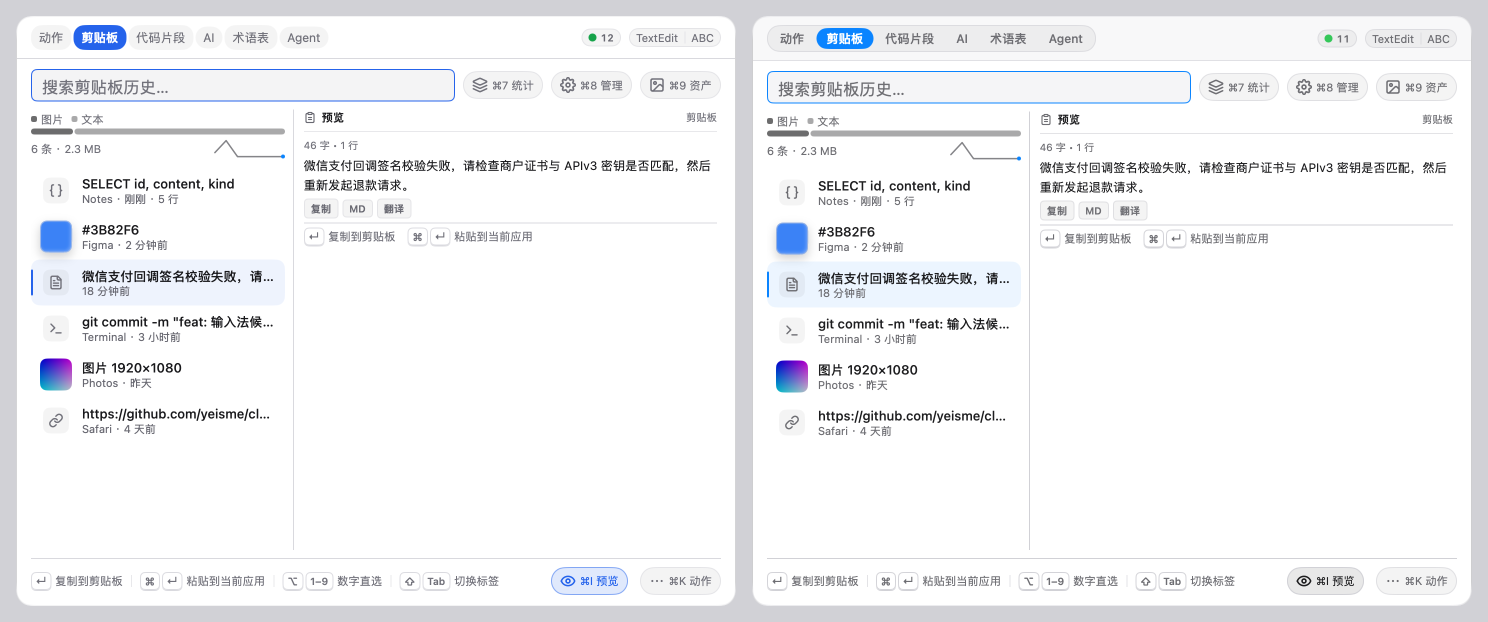 动作 剪贴板 代码片段 AI 术语表 Agent 12 TextEdit ABC
搜索剪贴板历史... ⌘7 统计 ⌘8 管理 ⌘9 资产
图片 文本
6 条 · 2.3 MB
SELECT id, content, kind
Notes · 刚刚 · 5 行
#3B82F6
Figma · 2 分钟前
微信支付回调签名校验失败，请...
18 分钟前
git commit -m "feat: 输入法候...
Terminal · 3 小时前
图片 1920×1080
Photos · 昨天
https://github.com/yeisme/cl...
Safari · 4 天前
预览 剪贴板
46 字 · 1 行
微信支付回调签名校验失败，请检查商户证书与 APIv3 密钥是否匹配，然后
重新发起退款请求。
复制 MD 翻译
↵ 复制到剪贴板 ⌘ ↵ 粘贴到当前应用
↵ 复制到剪贴板 ⌘ ↵ 粘贴到当前应用 ⌥ 1–9 数字直选 ⇧ Tab 切换标签 ⌘I 预览 ··· ⌘K 动作
动作 剪贴板 代码片段 AI 术语表 Agent 11 TextEdit ABC
搜索剪贴板历史... ⌘7 统计 ⌘8 管理 ⌘9 资产
图片 文本
6 条 · 2.3 MB
SELECT id, content, kind
Notes · 刚刚 · 5 行
#3B82F6
Figma · 2 分钟前
微信支付回调签名校验失败，请...
18 分钟前
git commit -m "feat: 输入法候...
Terminal · 3 小时前
图片 1920×1080
Photos · 昨天
https://github.com/yeisme/cl...
Safari · 4 天前
预览 剪贴板
46 字 · 1 行
微信支付回调签名校验失败，请检查商户证书与 APIv3 密钥是否匹配，然后
重新发起退款请求。
复制 MD 翻译
↵ 复制到剪贴板 ⌘ ↵ 粘贴到当前应用
↵ 复制到剪贴板 ⌘ ↵ 粘贴到当前应用 ⌥ 1–9 数字直选 ⇧ Tab 切换标签 ⌘I 预览 ··· ⌘K 动作